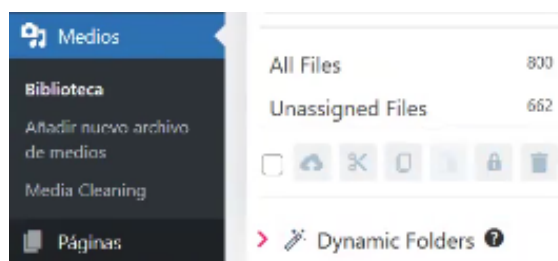 Medios
Biblioteca
Añadir nuevo archivo
de medios
Media Cleaning
Páginas
All Files 800
Unassigned Files 662
Dynamic Folders ?